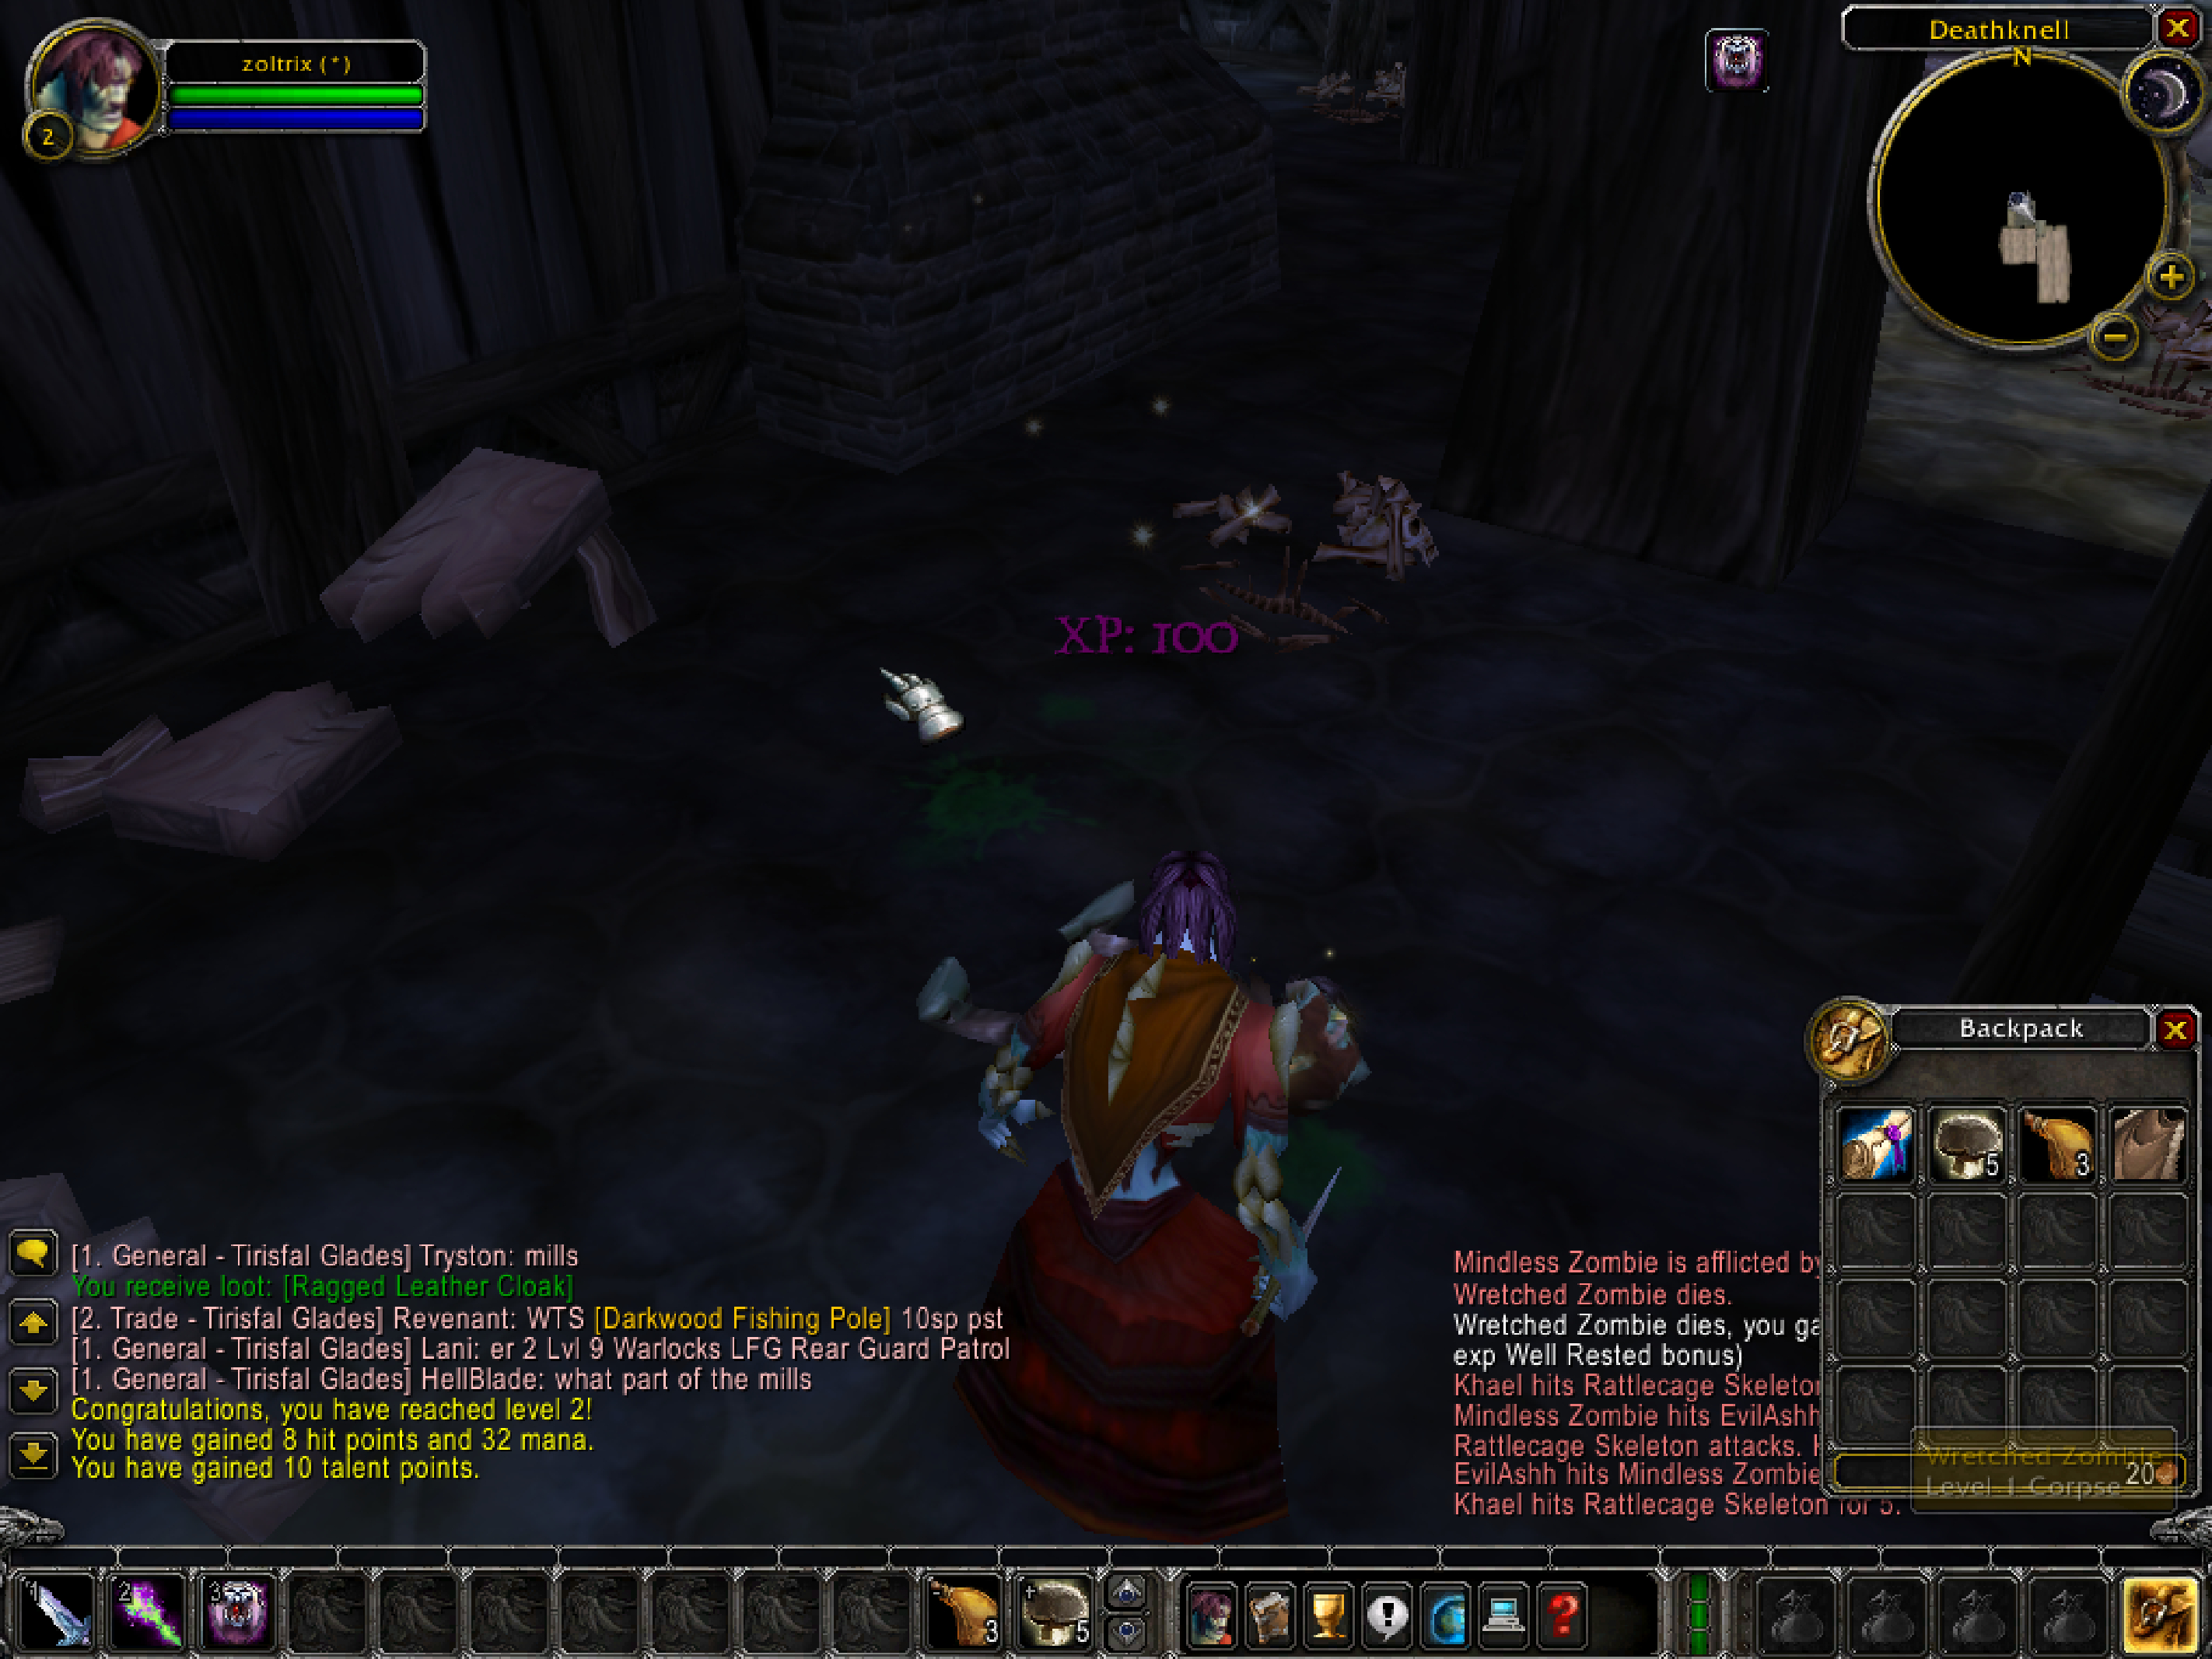 zoltrix (*)
2
Deathknell
N
XP: 100
Backpack
5
3
[1. General - Tirisfal Glades] Tryston: mills
You receive loot: [Ragged Leather Cloak]
[2. Trade - Tirisfal Glades] Revenant: WTS [Darkwood Fishing Pole] 10sp pst
[1. General - Tirisfal Glades] Lani: er 2 Lvl 9 Warlocks LFG Rear Guard Patrol
[1. General - Tirisfal Glades] HellBlade: what part of the mills
Congratulations, you have reached level 2!
You have gained 8 hit points and 32 mana.
You have gained 10 talent points.
Mindless Zombie is afflicted by
Wretched Zombie dies.
Wretched Zombie dies, you ga
exp Well Rested bonus)
Khael hits Rattlecage Skeleton
Mindless Zombie hits EvilAshh
Rattlecage Skeleton attacks.
EvilAshh hits Mindless Zombie
Khael hits Rattlecage Skeleton for 5.
Wretched Zombie
Level 1 Corpse
20
1
2
3
-
3
+
5